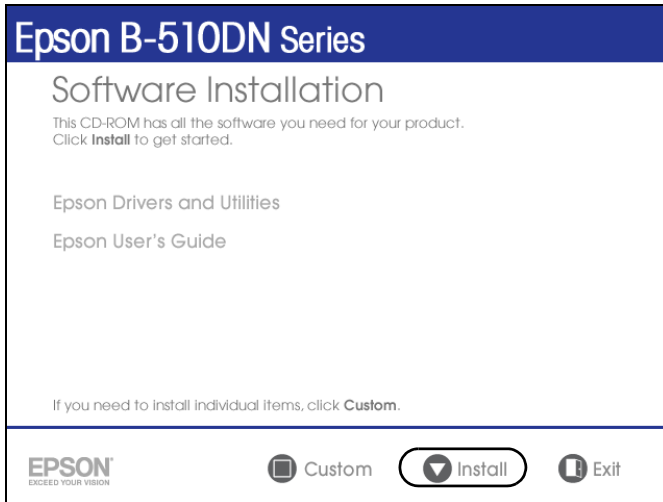 Epson B-510DN Series
Software Installation
This CD-ROM has all the software you need for your product.
Click Install to get started.
Epson Drivers and Utilities
Epson User's Guide
If you need to install individual items, click Custom.
EPSON®
EXCEED YOUR VISION
Custom
Install
Exit